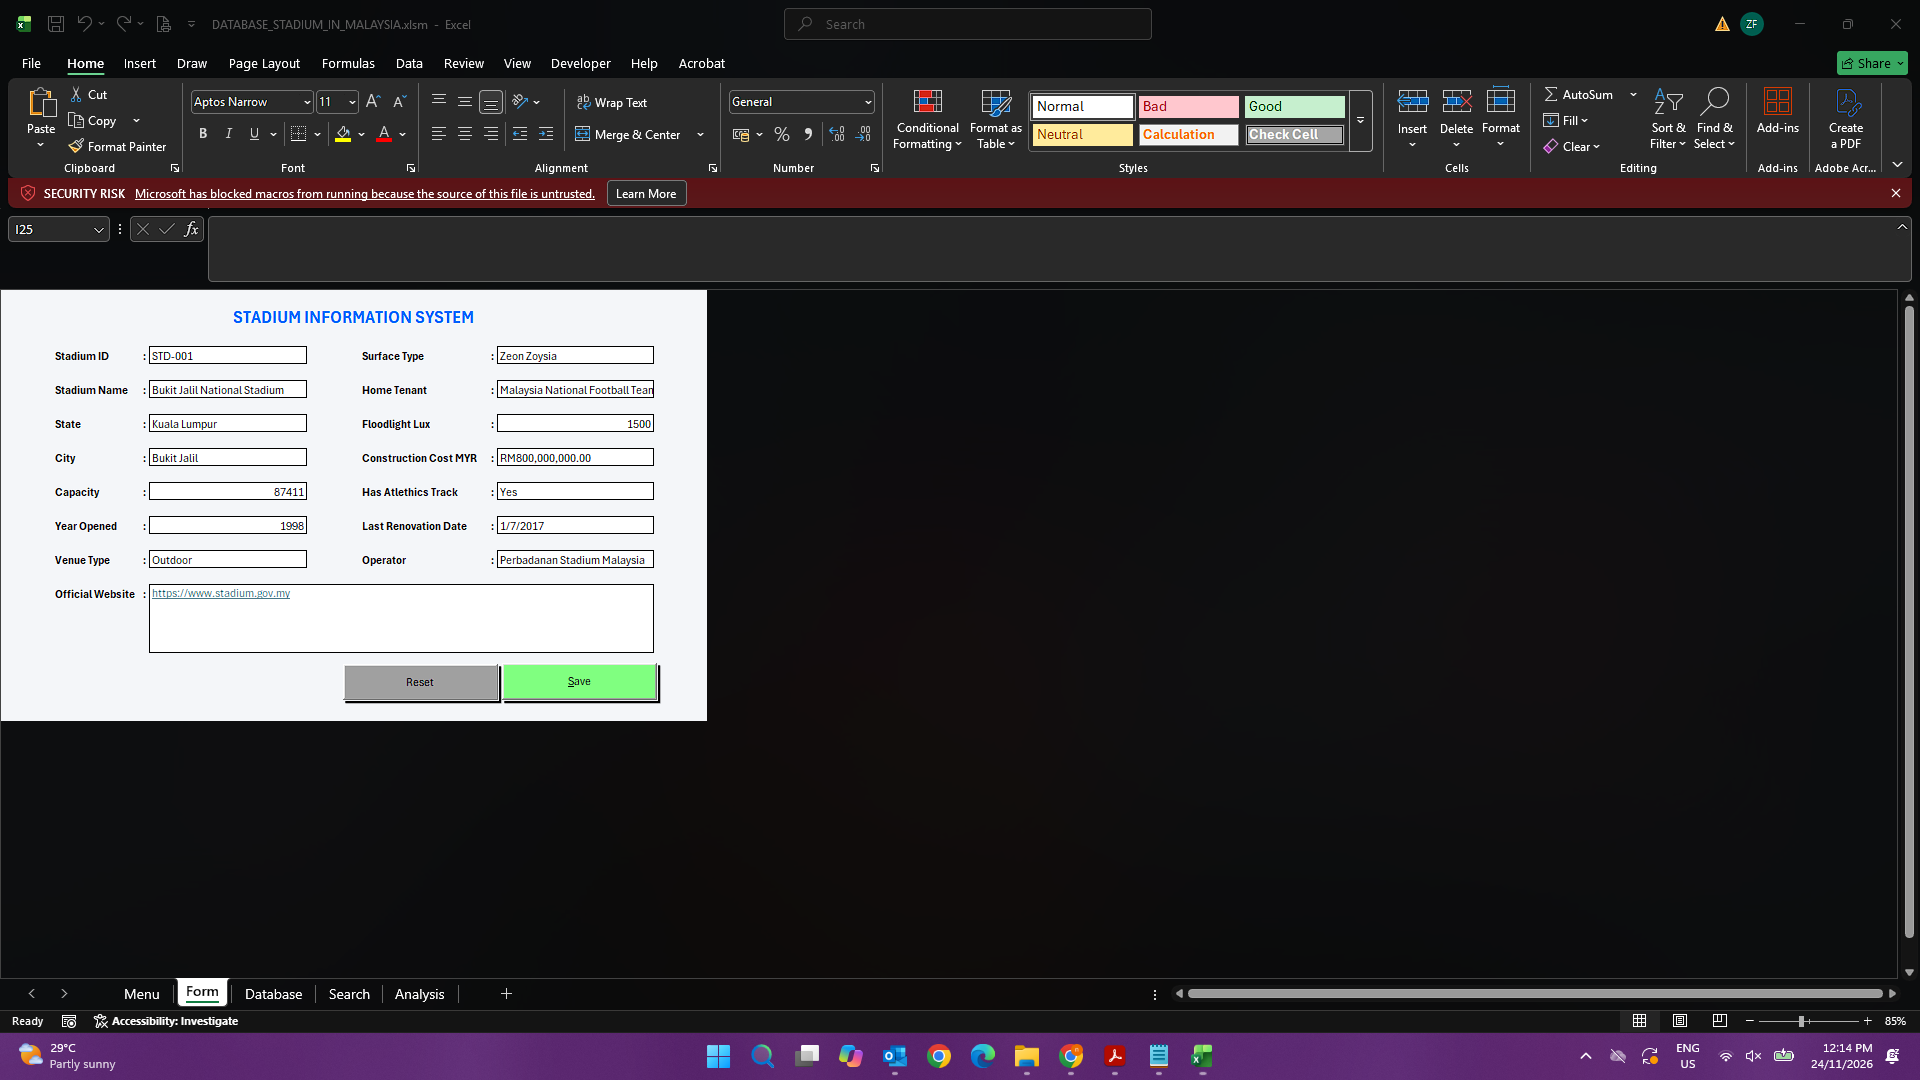 DATABASE_STADIUM_IN_MALAYSIA.xlsm - Excel
Search
ZF
File Home Insert Draw Page Layout Formulas Data Review View Developer Help Acrobat
Share
Paste
Cut
Copy
Format Painter
Clipboard
Aptos Narrow 11
B I U
Font
Wrap Text
Merge & Center
Alignment
General
Number
Conditional Formatting
Format as Table
Normal Bad Good
Neutral Calculation Check Cell
Styles
Insert Delete Format
Cells
AutoSum
Fill
Clear
Sort & Filter
Find & Select
Editing
Add-ins
Add-ins
Create a PDF
Adobe Acr...
SECURITY RISK Microsoft has blocked macros from running because the source of this file is untrusted. Learn More
I25
fx
STADIUM INFORMATION SYSTEM
Stadium ID : STD-001 Surface Type : Zeon Zoysia
Stadium Name : Bukit Jalil National Stadium Home Tenant : Malaysia National Football Team
State : Kuala Lumpur Floodlight Lux : 1500
City : Bukit Jalil Construction Cost MYR : RM800,000,000.00
Capacity : 87411 Has Atlethics Track : Yes
Year Opened : 1998 Last Renovation Date : 1/7/2017
Venue Type : Outdoor Operator : Perbadanan Stadium Malaysia
Official Website : https://www.stadium.gov.my
Reset Save
Menu Form Database Search Analysis
Ready Accessibility: Investigate
85%
29°C
Partly sunny
ENG
US
12:14 PM
24/11/2026